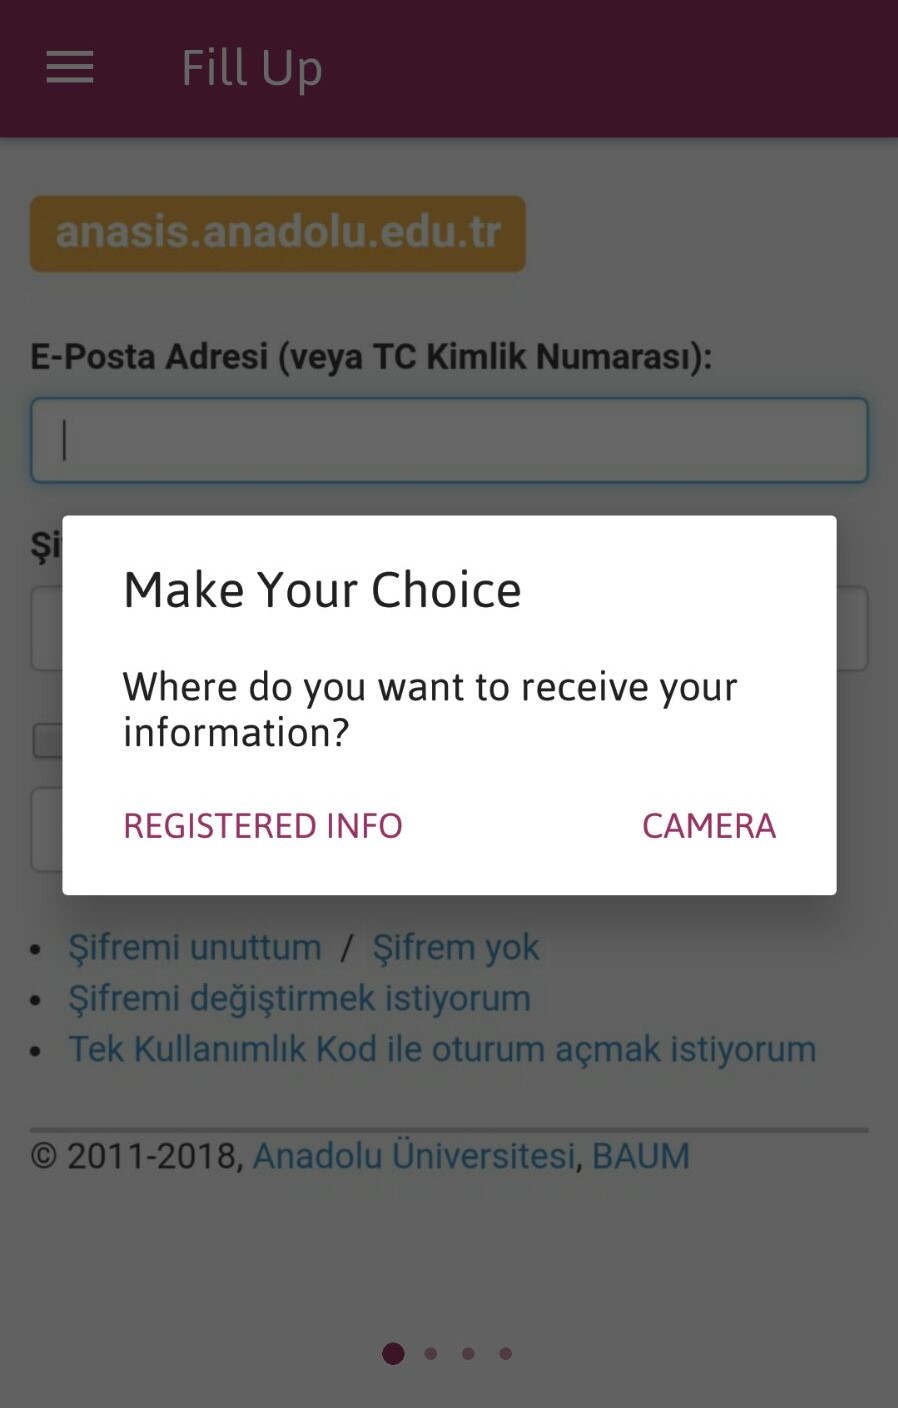 Fill Up
anasis.anadolu.edu.tr
E-Posta Adresi (veya TC Kimlik Numarası):
Make Your Choice
Where do you want to receive your
information?
REGISTERED INFO CAMERA
Şifremi unuttum / Şifrem yok
Şifremi değiştirmek istiyorum
Tek Kullanımlık Kod ile oturum açmak istiyorum
© 2011-2018, Anadolu Üniversitesi, BAUM